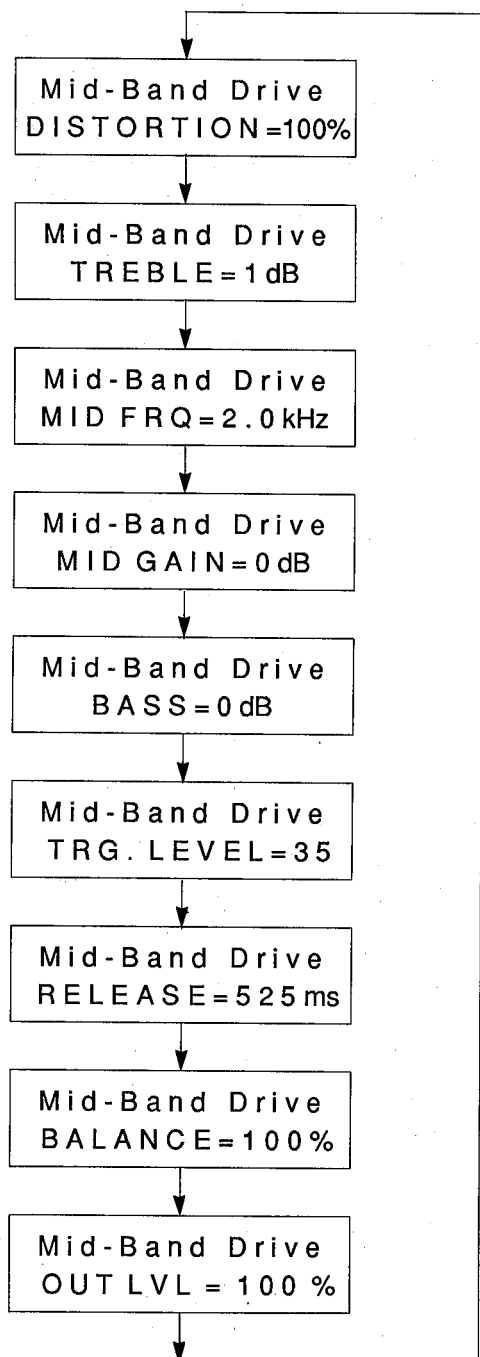 Mid-Band Drive
DISTORTION=100%
Mid-Band Drive
TREBLE=1dB
Mid-Band Drive
MID FRQ=2.0kHz
Mid-Band Drive
MID GAIN=0dB
Mid-Band Drive
BASS=0dB
Mid-Band Drive
TRG. LEVEL=35
Mid-Band Drive
RELEASE=525ms
Mid-Band Drive
BALANCE=100%
Mid-Band Drive
OUT LVL = 100 %